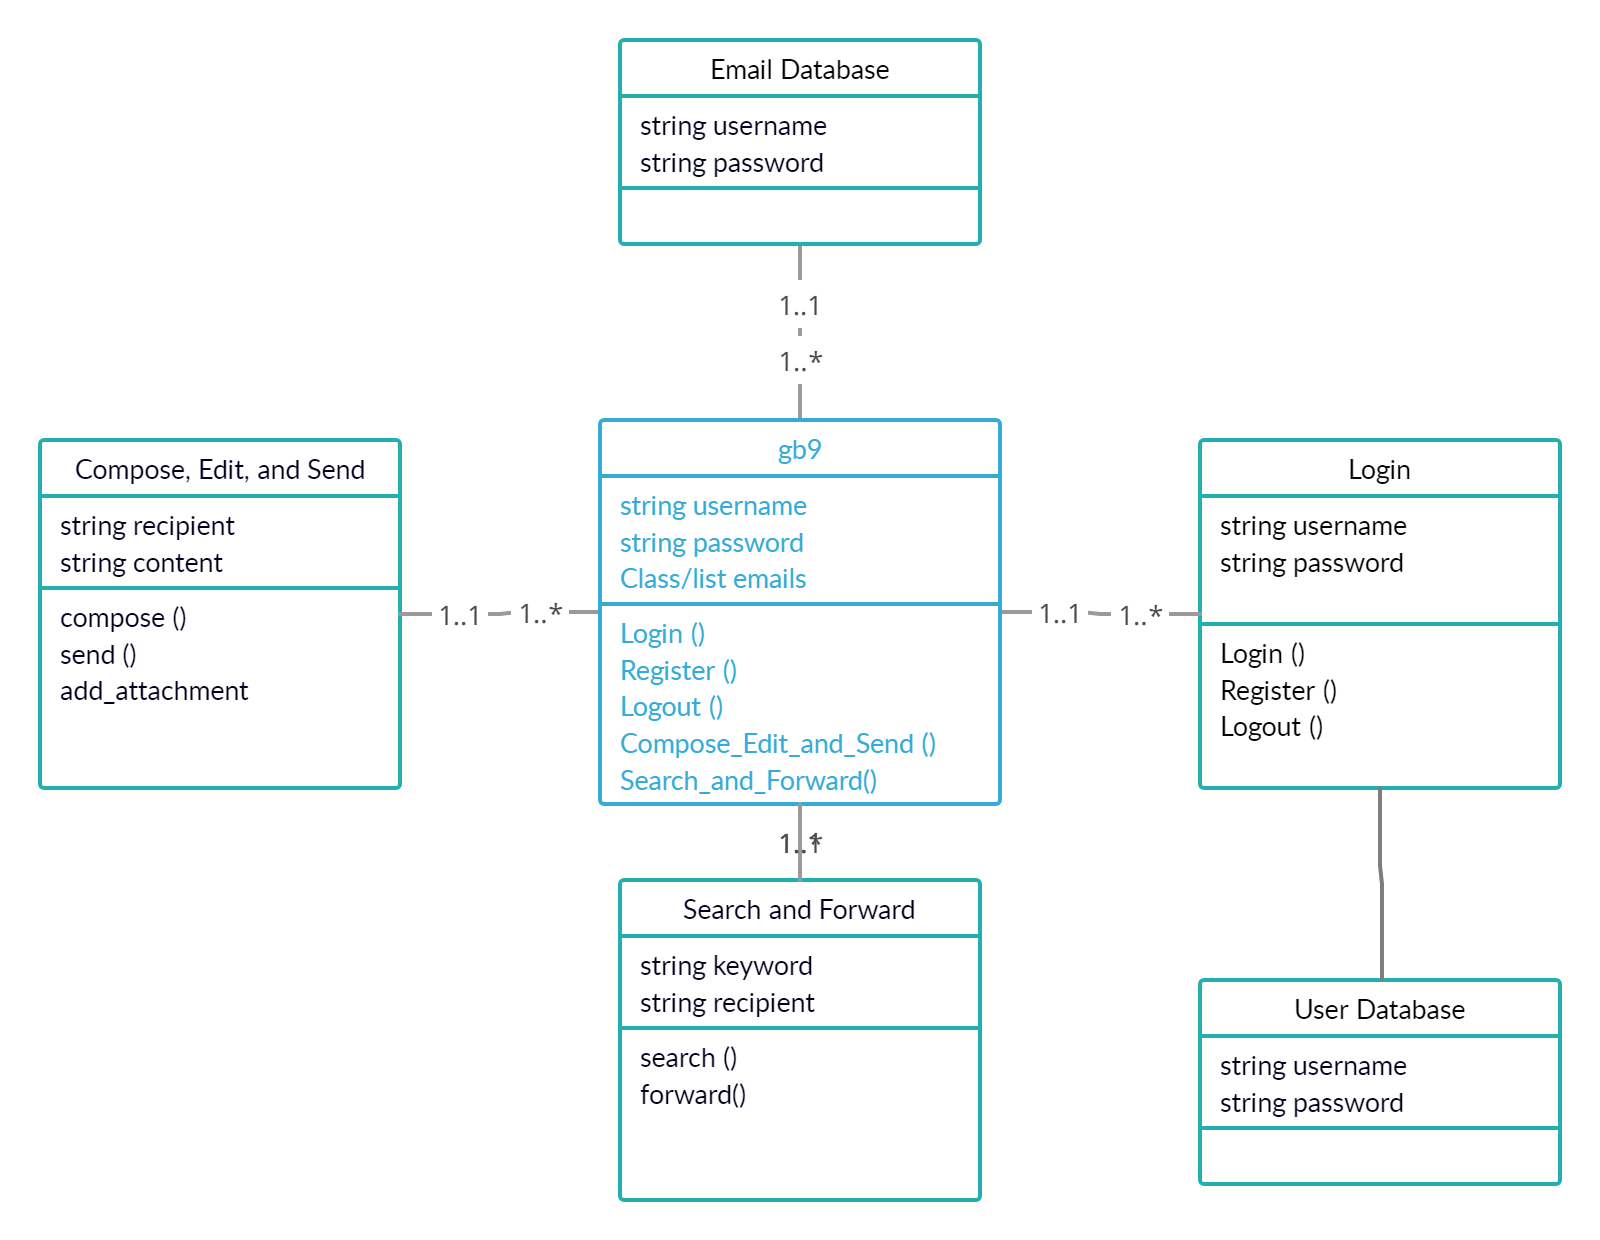 Email Database
string username
string password
1..1
1..*
Compose, Edit, and Send
string recipient
string content
compose ()
send ()
add_attachment
1..1
1..*
gb9
string username
string password
Class/list emails
Login ()
Register ()
Logout ()
Compose_Edit_and_Send ()
Search_and_Forward()
1..1
1..*
Login
string username
string password
Login ()
Register ()
Logout ()
Search and Forward
string keyword
string recipient
search ()
forward()
User Database
string username
string password